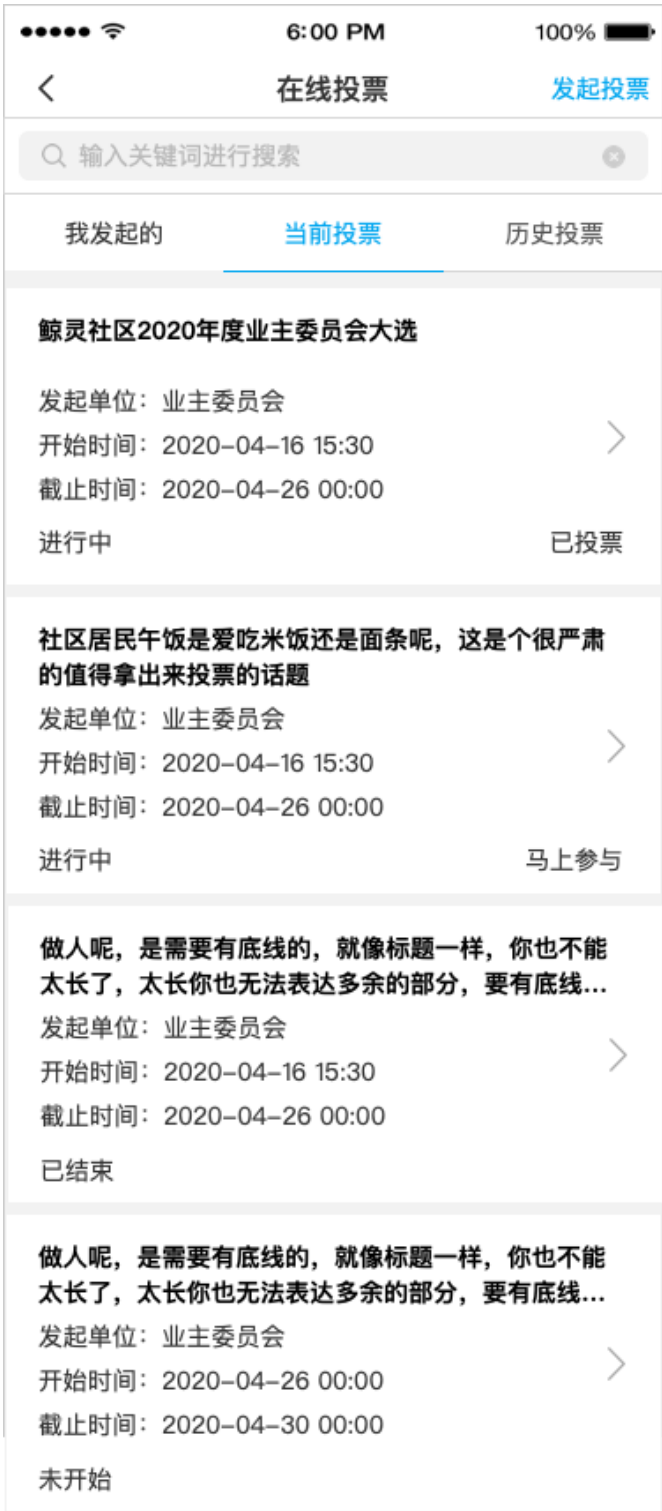 6:00 PM 100%
在线投票 发起投票
输入关键词进行搜索
我发起的 当前投票 历史投票
鲸灵社区2020年度业主委员会大选
发起单位：业主委员会
开始时间：2020-04-16 15:30
截止时间：2020-04-26 00:00
进行中 已投票
社区居民午饭是爱吃米饭还是面条呢，这是个很严肃
的值得拿出来投票的话题
发起单位：业主委员会
开始时间：2020-04-16 15:30
截止时间：2020-04-26 00:00
进行中 马上参与
做人呢，是需要有底线的，就像标题一样，你也不能
太长了，太长你也无法表达多余的部分，要有底线...
发起单位：业主委员会
开始时间：2020-04-16 15:30
截止时间：2020-04-26 00:00
已结束
做人呢，是需要有底线的，就像标题一样，你也不能
太长了，太长你也无法表达多余的部分，要有底线...
发起单位：业主委员会
开始时间：2020-04-26 00:00
截止时间：2020-04-30 00:00
未开始